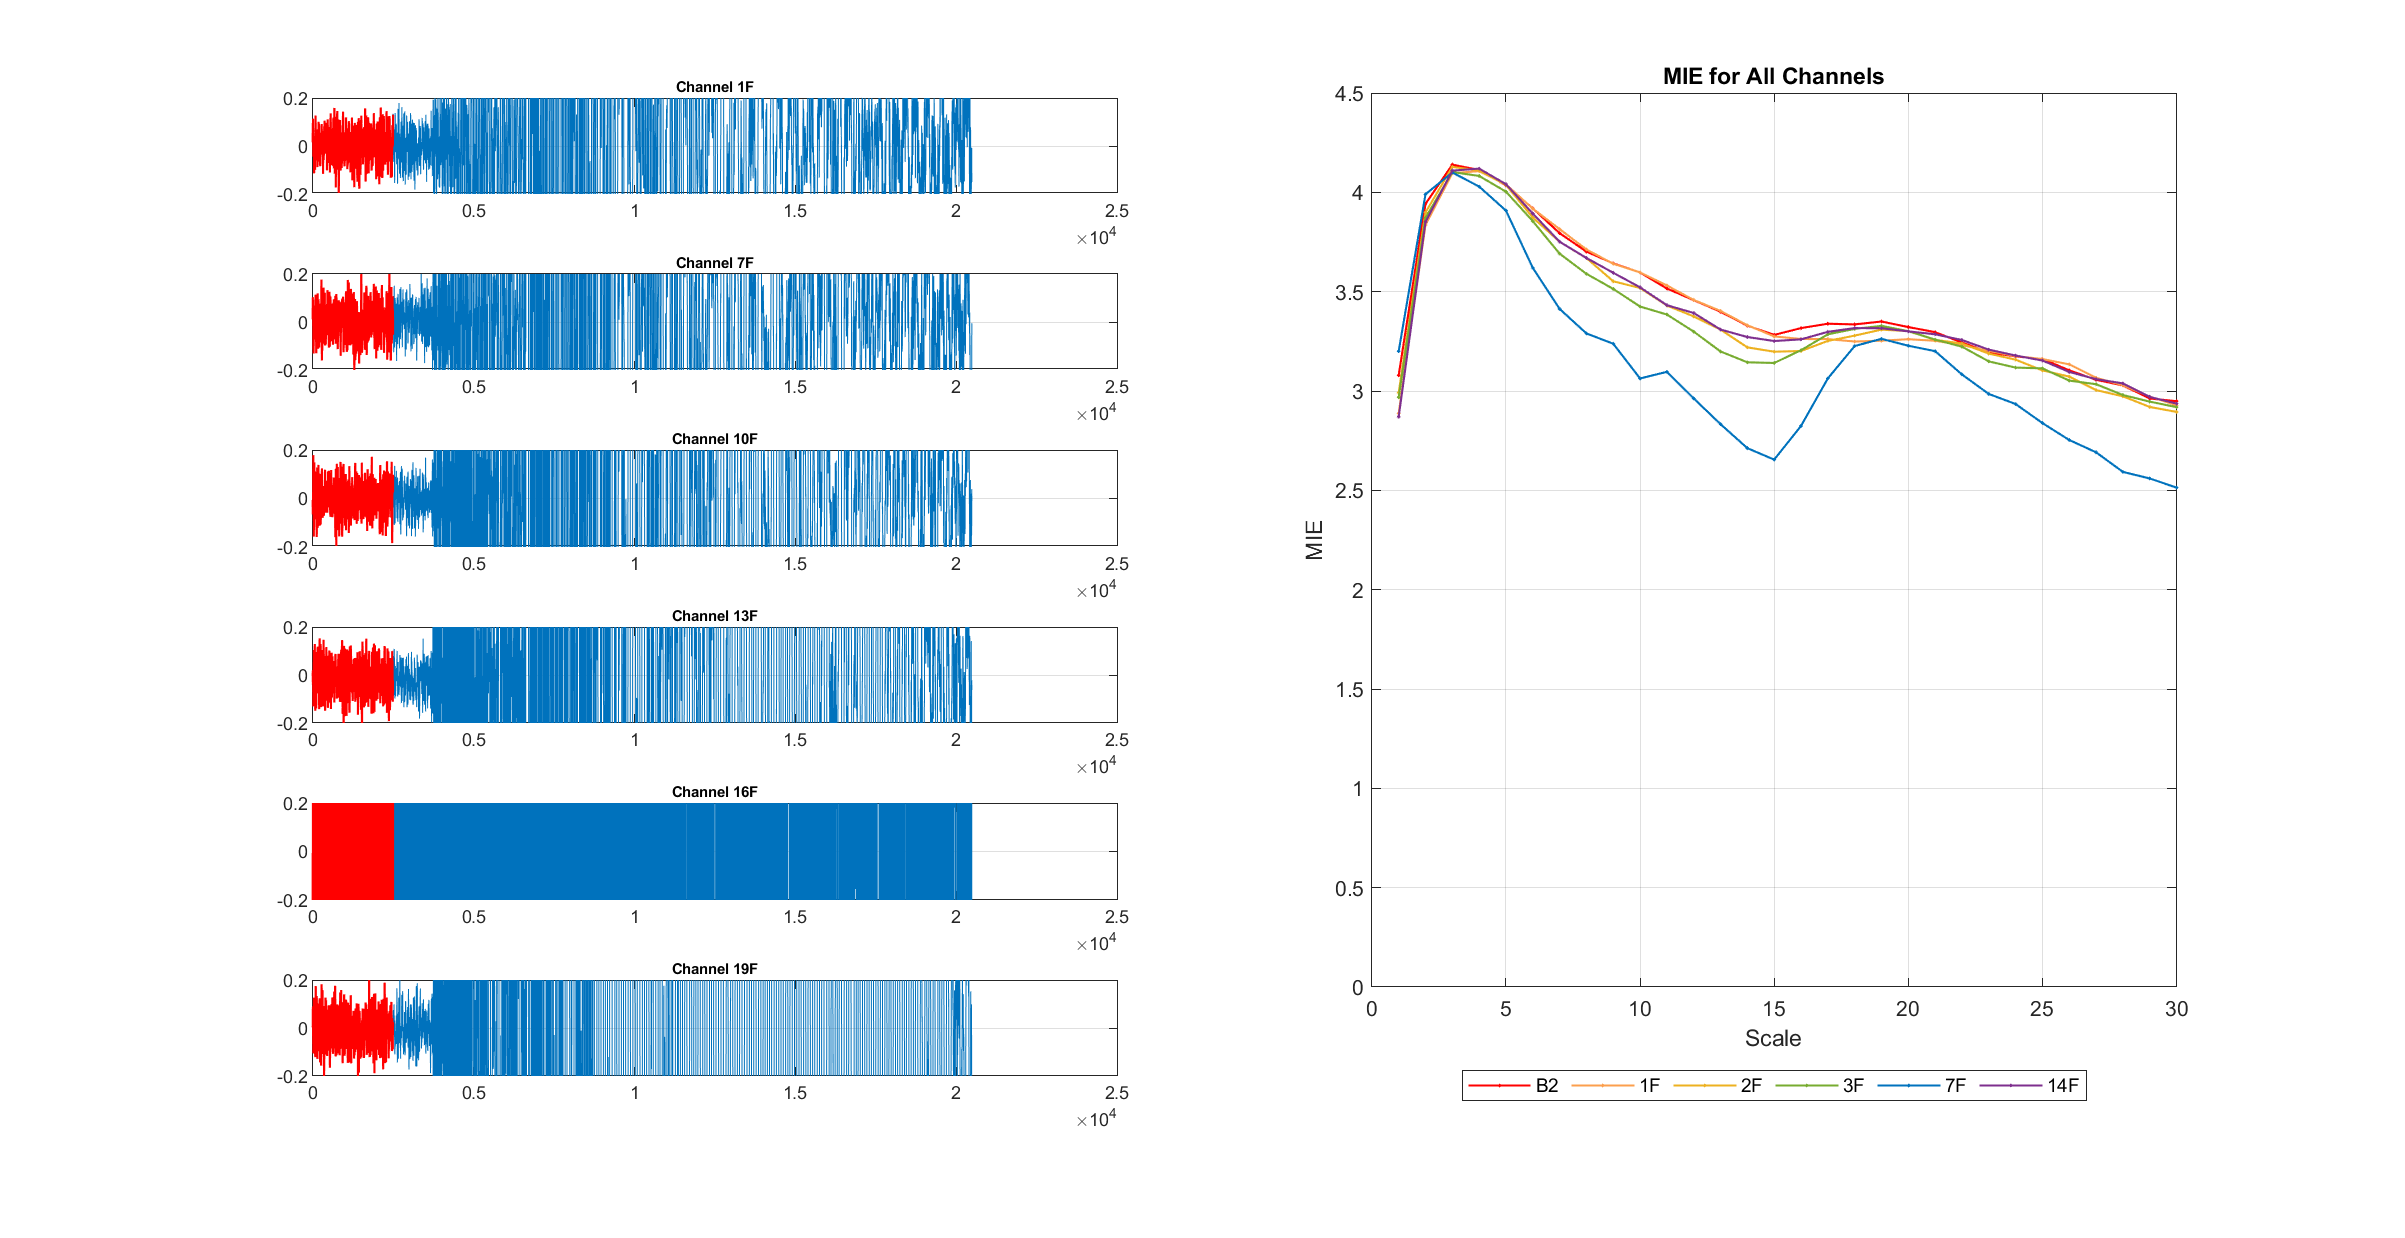 Channel 1F
0.2
0
-0.2
0 0.5 1 1.5 2 2.5
×10^4
Channel 7F
0.2
0
-0.2
0 0.5 1 1.5 2 2.5
×10^4
Channel 10F
0.2
0
-0.2
0 0.5 1 1.5 2 2.5
×10^4
Channel 13F
0.2
0
-0.2
0 0.5 1 1.5 2 2.5
×10^4
Channel 16F
0.2
0
-0.2
0 0.5 1 1.5 2 2.5
×10^4
Channel 19F
0.2
0
-0.2
0 0.5 1 1.5 2 2.5
×10^4
MIE for All Channels
4.5
4
3.5
3
2.5
2
1.5
1
0.5
0
MIE
0 5 10 15 20 25 30
Scale
B2 1F 2F 3F 7F 14F